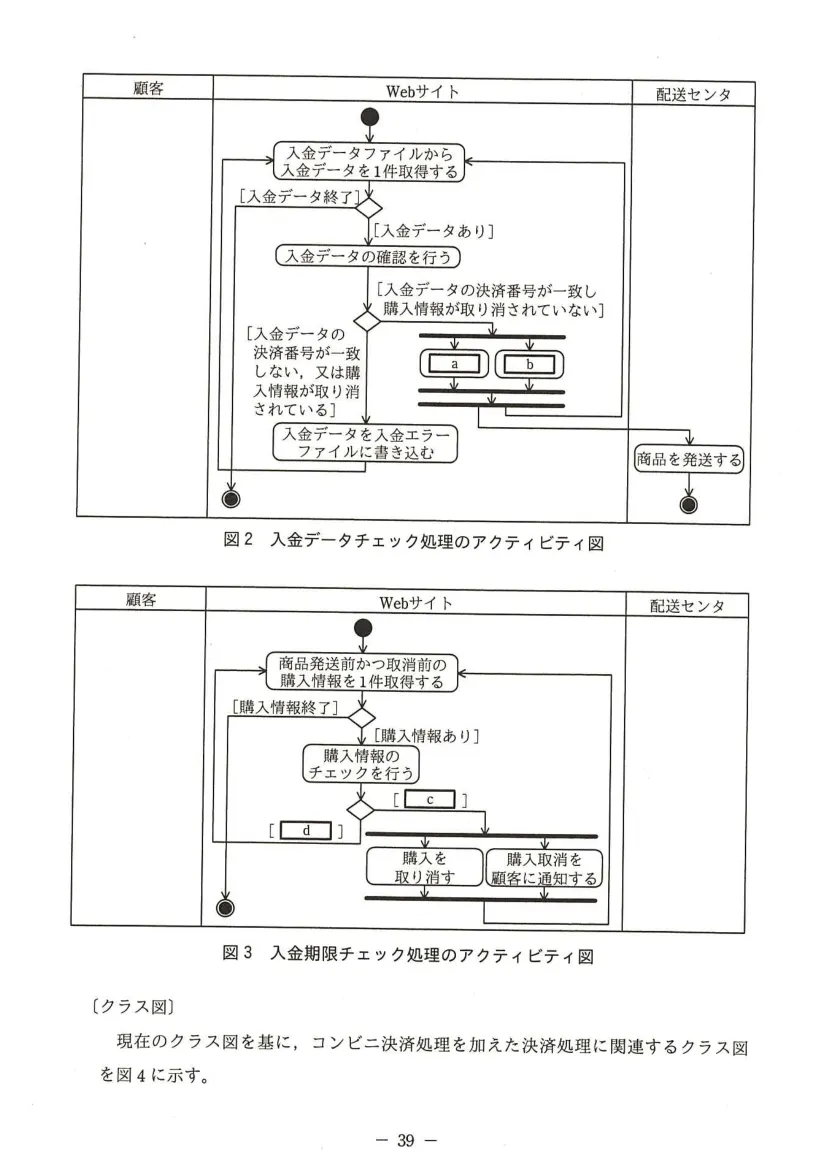 顧客
Webサイト
配送センタ
入金データファイルから
入金データを1件取得する
[入金データ終了]
[入金データあり]
入金データの確認を行う
[入金データの決済番号が一致し
購入情報が取り消されていない]
[入金データの
決済番号が一致
しない，又は購
入情報が取り消
されている]
a
b
入金データを入金エラー
ファイルに書き込む
商品を発送する
図2　入金データチェック処理のアクティビティ図
顧客
Webサイト
配送センタ
商品発送前かつ取消前の
購入情報を1件取得する
[購入情報終了]
[購入情報あり]
購入情報の
チェックを行う
[ c ]
[ d ]
購入を
取り消す
購入取消を
顧客に通知する
図3　入金期限チェック処理のアクティビティ図
〔クラス図〕
現在のクラス図を基に，コンビニ決済処理を加えた決済処理に関連するクラス図
を図4に示す。
－ 39 －